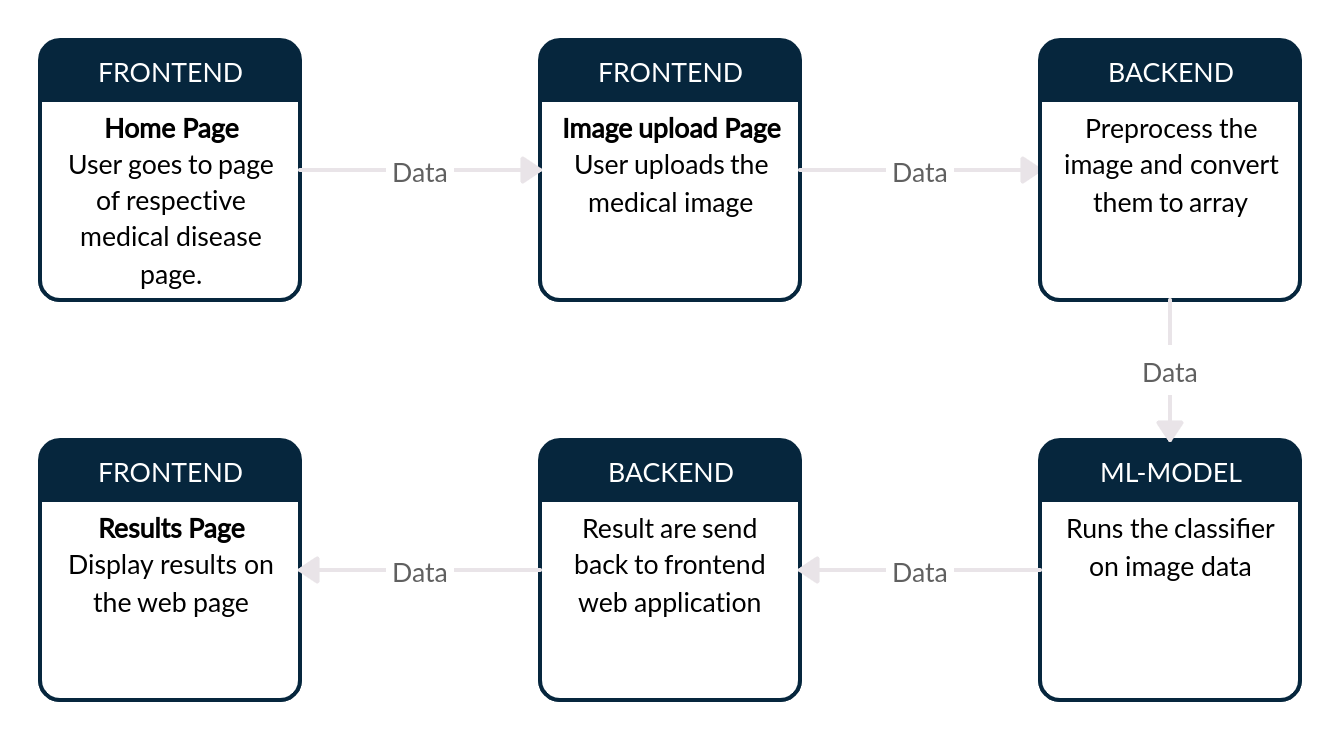 FRONTEND
Home Page
User goes to page
of respective
medical disease
page.
Data
FRONTEND
Image upload Page
User uploads the
medical image
Data
BACKEND
Preprocess the
image and convert
them to array
Data
ML-MODEL
Runs the classifier
on image data
Data
BACKEND
Result are send
back to frontend
web application
Data
FRONTEND
Results Page
Display results on
the web page